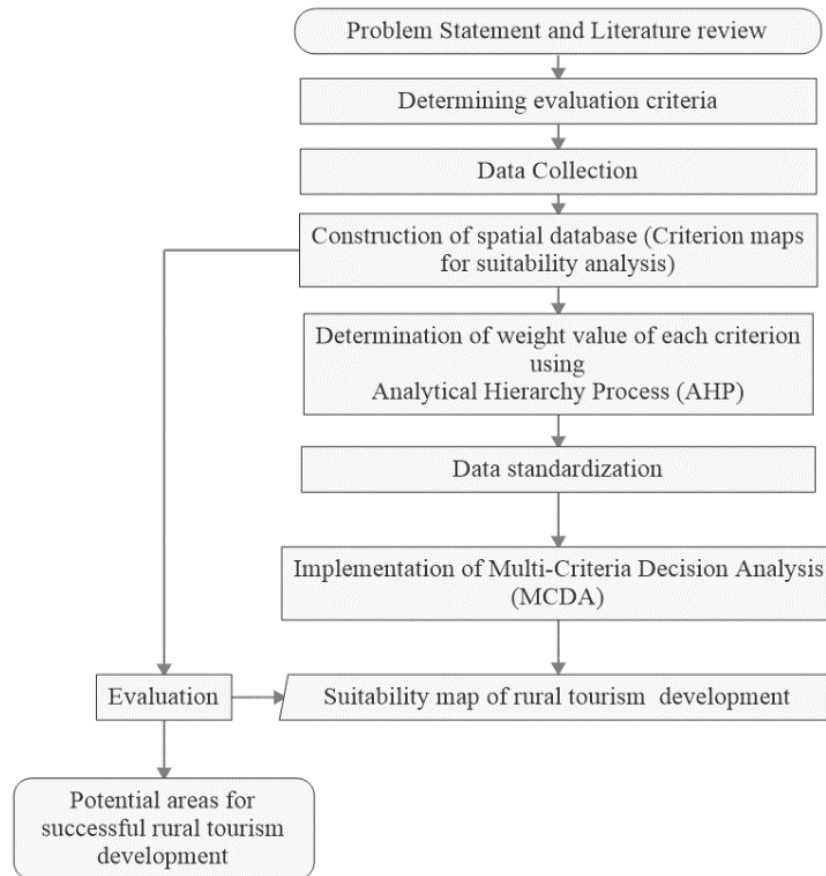 Problem Statement and Literature review
Determining evaluation criteria
Data Collection
Construction of spatial database (Criterion maps
for suitability analysis)
Determination of weight value of each criterion
using
Analytical Hierarchy Process (AHP)
Data standardization
Implementation of Multi-Criteria Decision Analysis
(MCDA)
Evaluation
Suitability map of rural tourism development
Potential areas for
successful rural tourism
development